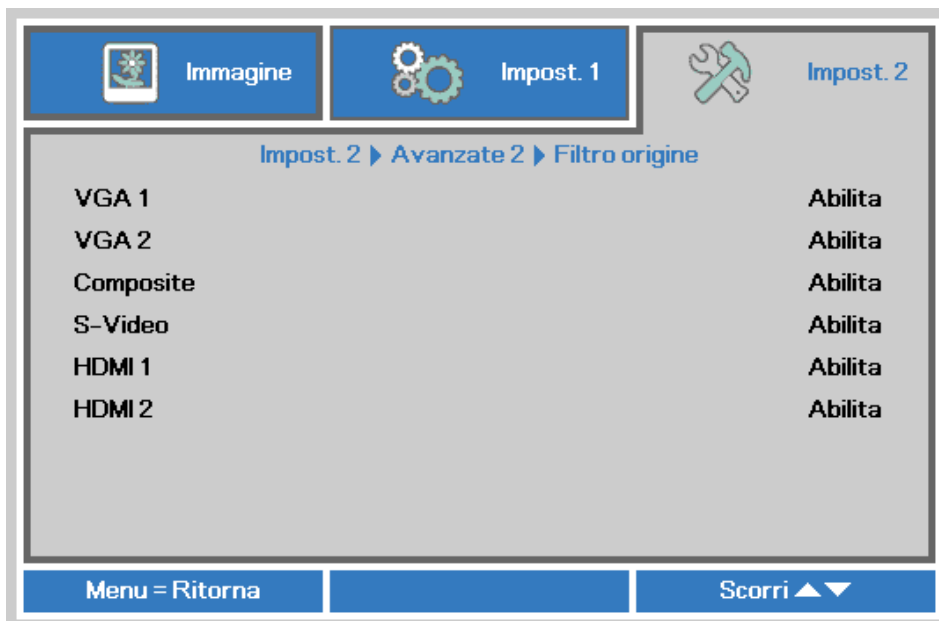 Immagine Impost. 1 Impost. 2
Impost. 2 ▶ Avanzate 2 ▶ Filtro origine
VGA 1 Abilita
VGA 2 Abilita
Composite Abilita
S-Video Abilita
HDMI 1 Abilita
HDMI 2 Abilita
Menu = Ritorna Scorri ▲▼